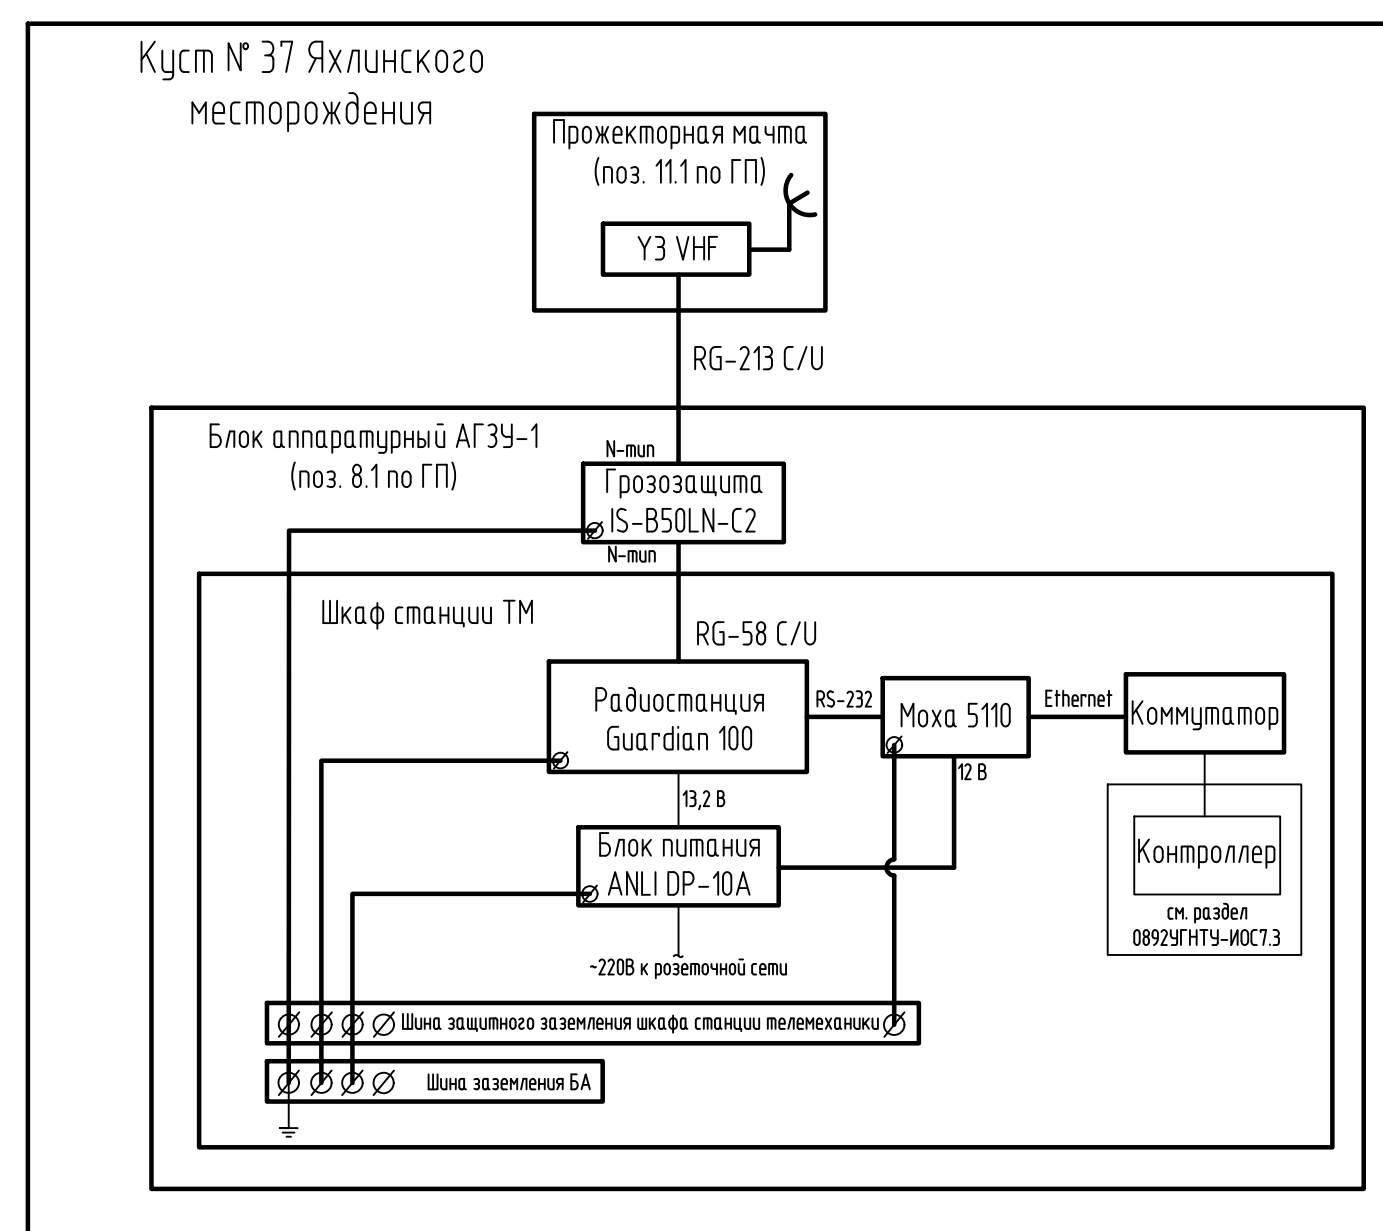 Куст № 37 Яхлинского
месторождения
Прожекторная мачта
(поз. 11.1 по ГП)
Y3 VHF
RG-213 C/U
Блок аппаратурный АГЗУ-1
(поз. 8.1 по ГП)
N-тип
Грозозащита
IS-B50LN-C2
N-тип
Шкаф станции ТМ
RG-58 C/U
Радиостанция
Guardian 100
RS-232
Moxa 5110
Ethernet
Коммутатор
12 В
13,2 В
Блок питания
ANLI DP-10A
Контроллер
см. раздел
0892УГНТУ-ИОС7.3
~220В к розеточной сети
Шина защитного заземления шкафа станции телемеханики
Шина заземления БА